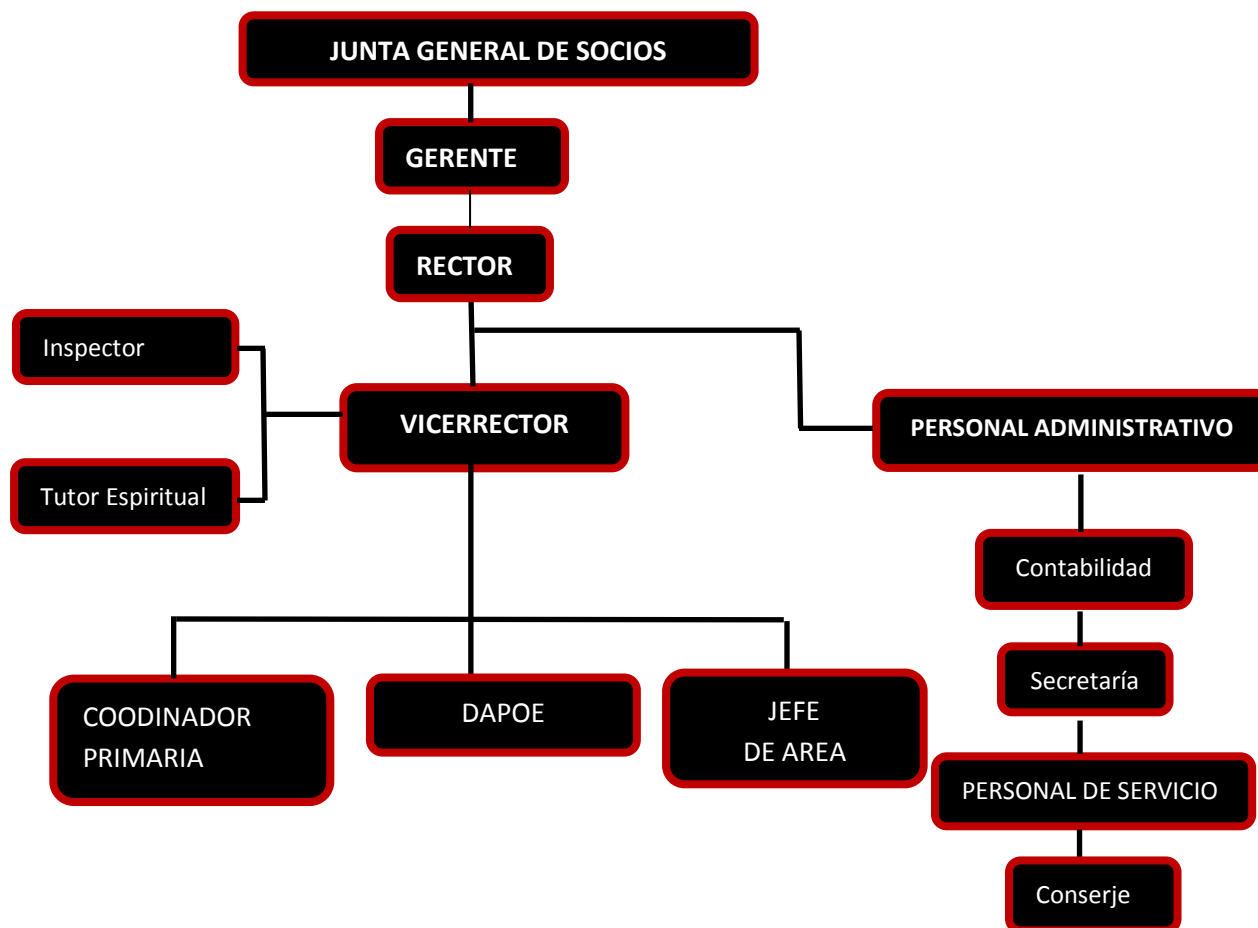 JUNTA GENERAL DE SOCIOS
GERENTE
RECTOR
Inspector
VICERRECTOR
PERSONAL ADMINISTRATIVO
Tutor Espiritual
Contabilidad
Secretaría
COODINADOR
PRIMARIA
DAPOE
JEFE
DE AREA
PERSONAL DE SERVICIO
Conserje